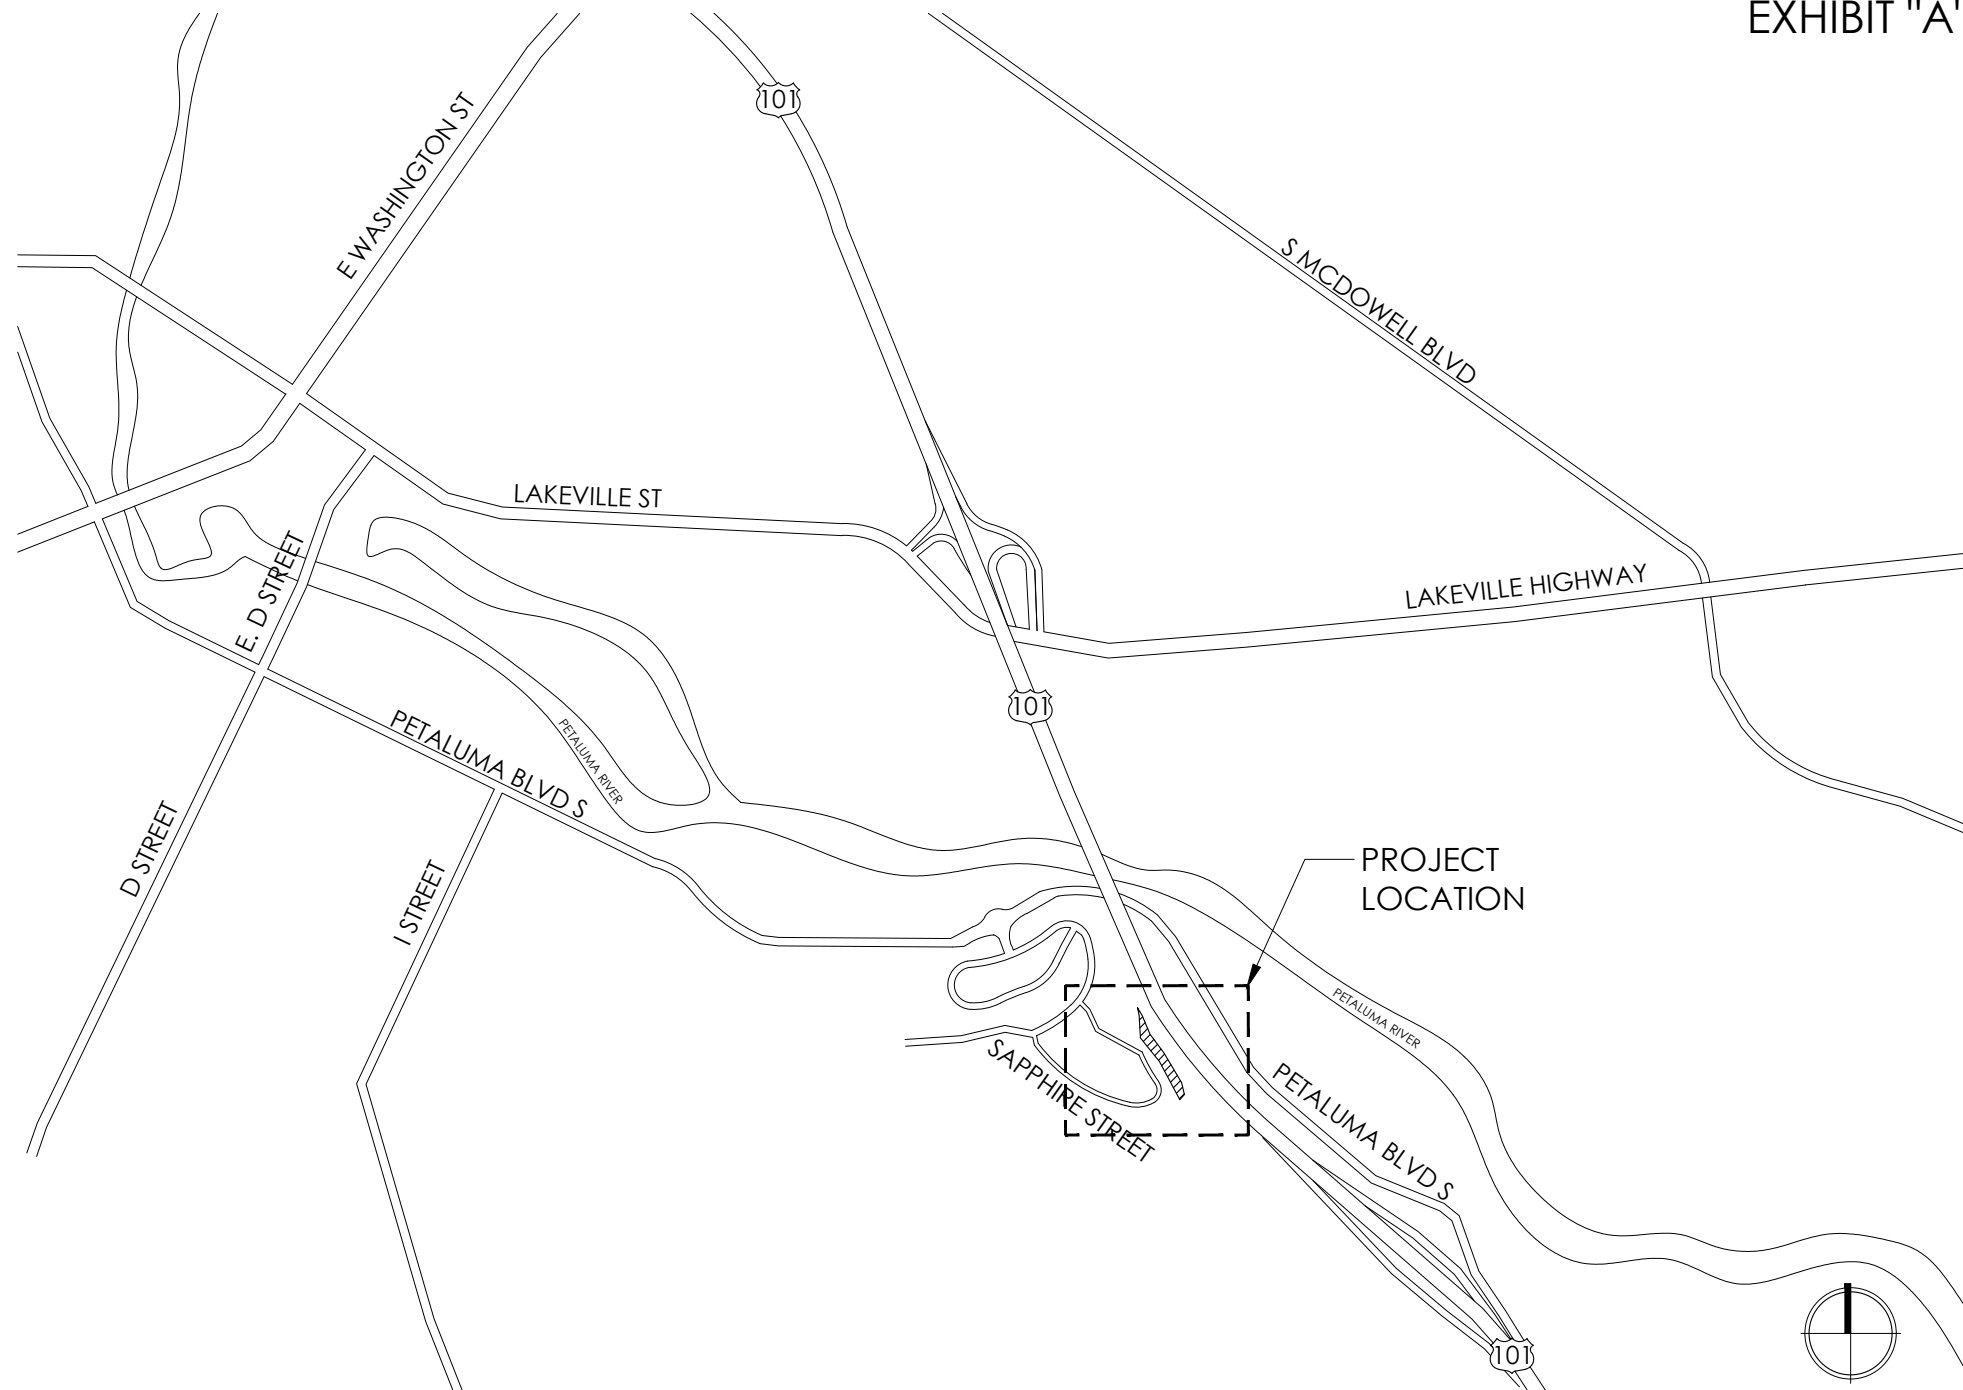 EXHIBIT "A"
101
E WASHINGTON ST
S MCDOWELL BLVD
LAKEVILLE ST
E. D STREET
LAKEVILLE HIGHWAY
101
PETALUMA BLVD S
PETALUMA RIVER
D STREET
I STREET
PROJECT
LOCATION
PETALUMA RIVER
SAPPHIRE STREET
PETALUMA BLVD S
101